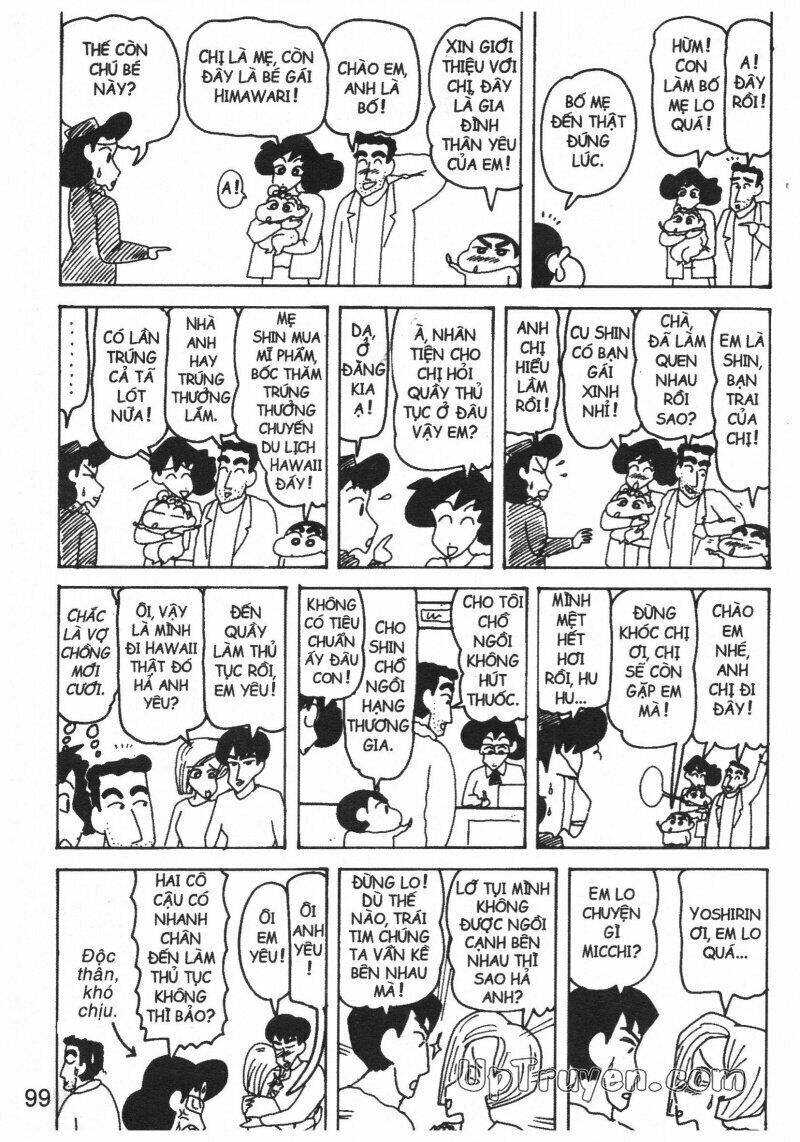 A!
ĐÂY
RỒI!
HỪM!
CON
LÀM BỐ
MẸ LO
QUÁ!
BỐ MẸ
ĐẾN THẬT
ĐÚNG
LÚC.
XIN GIỚI
THIỆU VỚI
CHỊ, ĐÂY
LÀ GIA
ĐÌNH
THÂN YÊU
CỦA EM!
CHÀO EM,
ANH LÀ
BỐ!
CHỊ LÀ MẸ, CÒN
ĐÂY LÀ BÉ GÁI
HIMAWARI!
A!
THẾ CÒN
CHÚ BÉ
NÀY?
EM LÀ
SHIN,
BẠN
TRAI
CỦA
CHỊ!
CHÀ,
ĐÃ LÀM
QUEN
NHAU
RỒI
SAO?
CU SHIN
CÓ BẠN
GÁI
XINH
NHỈ!
ANH
CHỊ
HIỂU
LẦM
RỒI!
À, NHÂN
TIỆN CHO
CHỊ HỎI
QUẦY THỦ
TỤC Ở ĐÂU
VẬY EM?
DẠ,
Ở
ĐẰNG
KIA
Ạ!
MẸ
SHIN MUA
MĨ PHẨM,
BỐC THĂM
TRÚNG
THƯỞNG
CHUYẾN
DU LỊCH
HAWAII
ĐẤY!
NHÀ
ANH
HAY
TRÚNG
THƯỞNG
LẮM.
CÓ LẦN
TRÚNG
CẢ TÃ
LÓT
NỮA!
......
CHÀO
EM
NHÉ,
ANH
CHỊ ĐI
ĐÂY!
ĐỪNG
KHÓC CHỊ
ƠI, CHỊ
SẼ CÒN
GẶP EM
MÀ!
MÌNH
MỆT
HẾT
HƠI
RỒI, HU
HU...
CHO TÔI
CHỖ
NGỒI
KHÔNG
HÚT
THUỐC.
CHO
SHIN CHỖ
NGỒI
HẠNG
THƯƠNG
GIA.
KHÔNG
CÓ TIÊU
CHUẨN
ẤY ĐÂU
CON!
ĐẾN
QUẦY
LÀM THỦ
TỤC RỒI,
EM YÊU!
ÔI, VẬY
LÀ MÌNH
ĐI HAWAII
THẬT ĐÓ
HẢ ANH
YÊU?
CHẮC
LÀ VỢ
CHỒNG
MỚI
CƯỚI.
YOSHIRIN
ƠI, EM LO
QUÁ...
EM LO
CHUYỆN
GÌ
MICCHI?
LỠ TỤI MÌNH
KHÔNG
ĐƯỢC NGỒI
CẠNH BÊN
NHAU THÌ
SAO HẢ
ANH?
ĐỪNG LO!
DÙ THẾ
NÀO, TRÁI
TIM CHÚNG
TA VẪN KỀ
BÊN NHAU
MÀ!
ÔI
ANH
YÊU
!
ÔI
EM
YÊU!
HAI CÔ
CẬU CÓ
NHANH
CHÂN
ĐẾN LÀM
THỦ TỤC
KHÔNG
THÌ BẢO?
Độc
thân,
khó
chịu.
UpTruyen.com
99